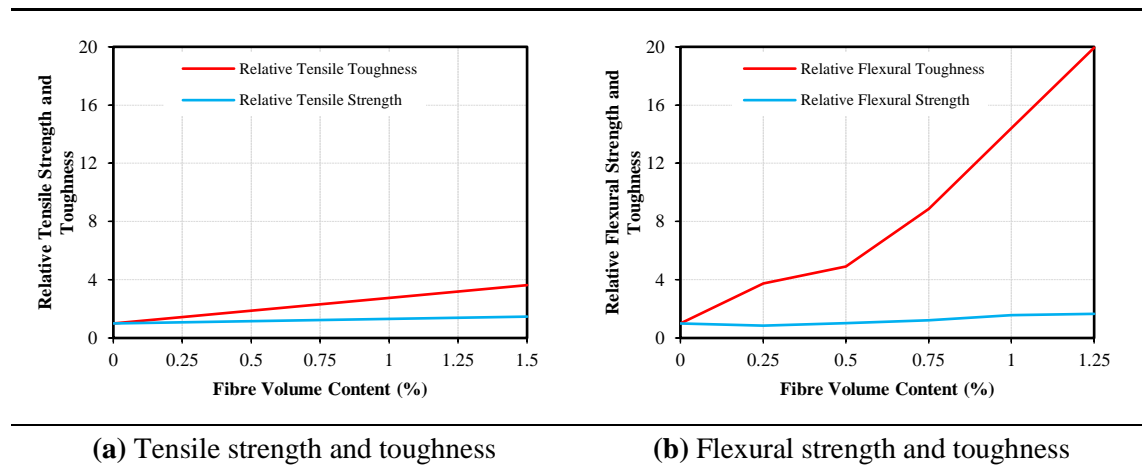 20
16
12
8
4
0
Relative Tensile Strength and
Toughness
Relative Tensile Toughness
Relative Tensile Strength
0 0.25 0.5 0.75 1 1.25 1.5
Fibre Volume Content (%)
(a) Tensile strength and toughness
20
16
12
8
4
0
Relative Flexural Strength and
Toughness
Relative Flexural Toughness
Relative Flexural Strength
0 0.25 0.5 0.75 1 1.25
Fibre Volume Content (%)
(b) Flexural strength and toughness